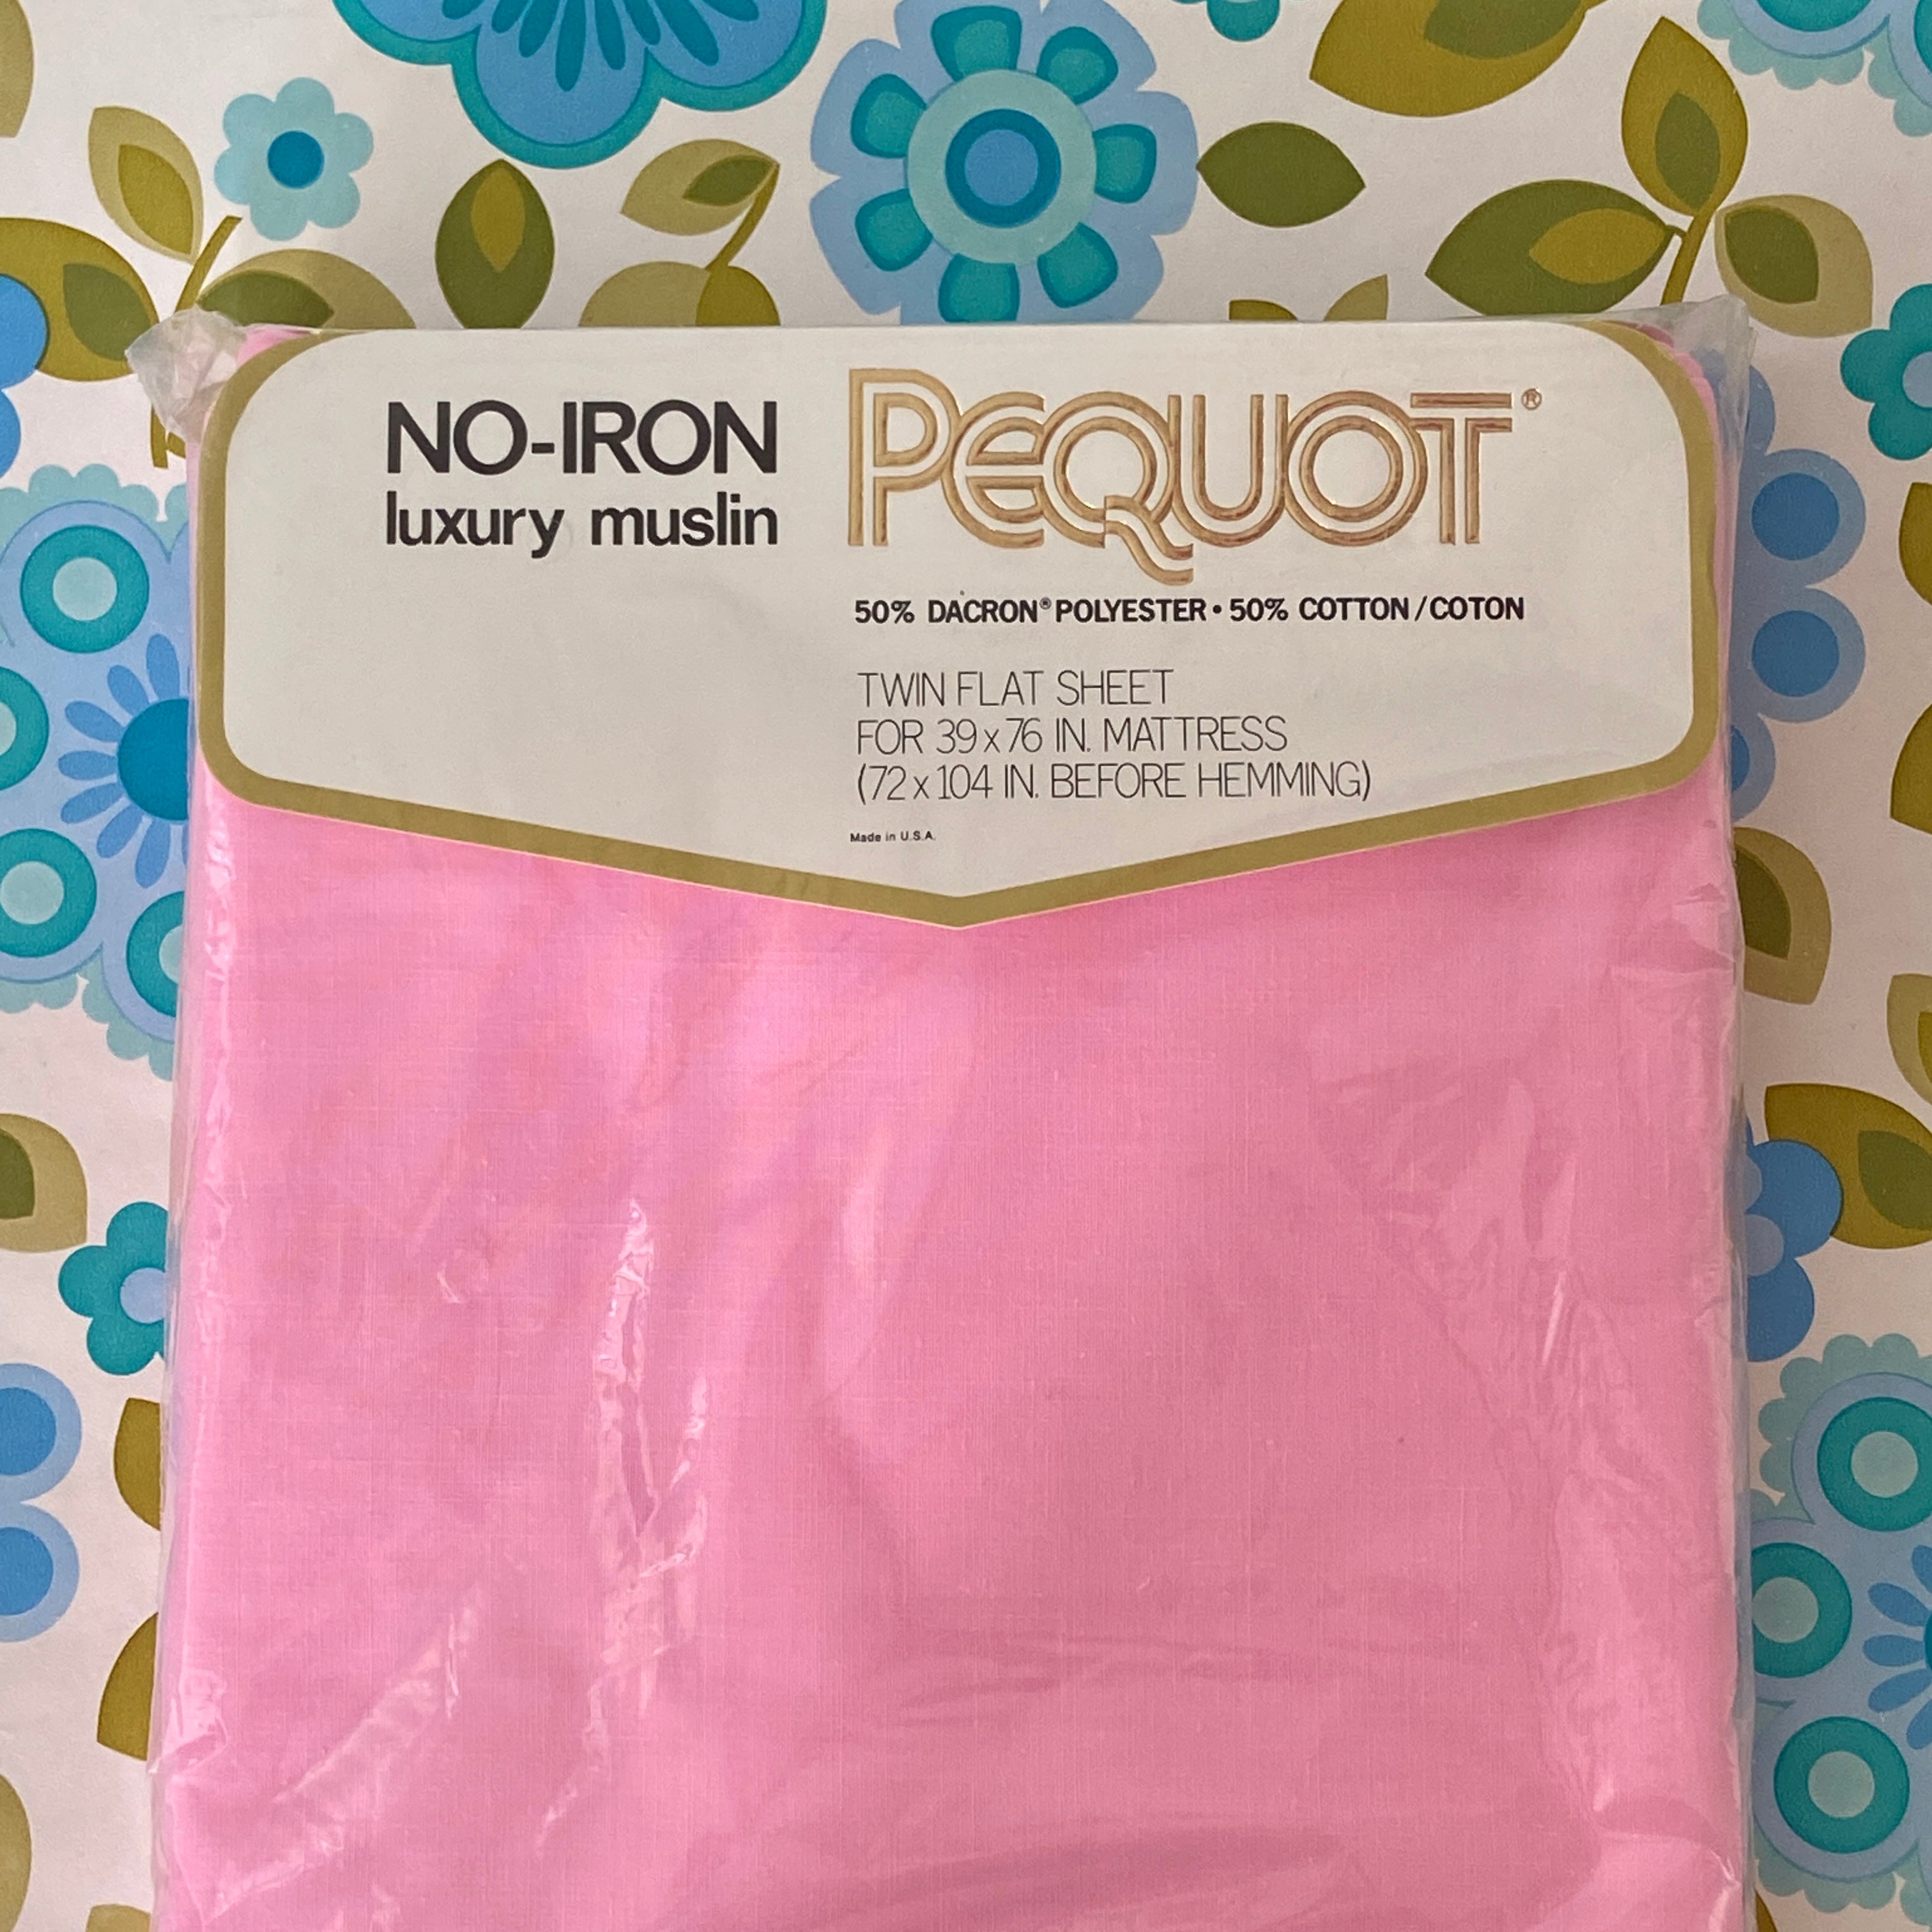 NO-IRON
luxury muslin
PEQUOT®
50% DACRON® POLYESTER • 50% COTTON/COTON
TWIN FLAT SHEET
FOR 39 x 76 IN. MATTRESS
(72 x 104 IN. BEFORE HEMMING)
Made in U.S.A.